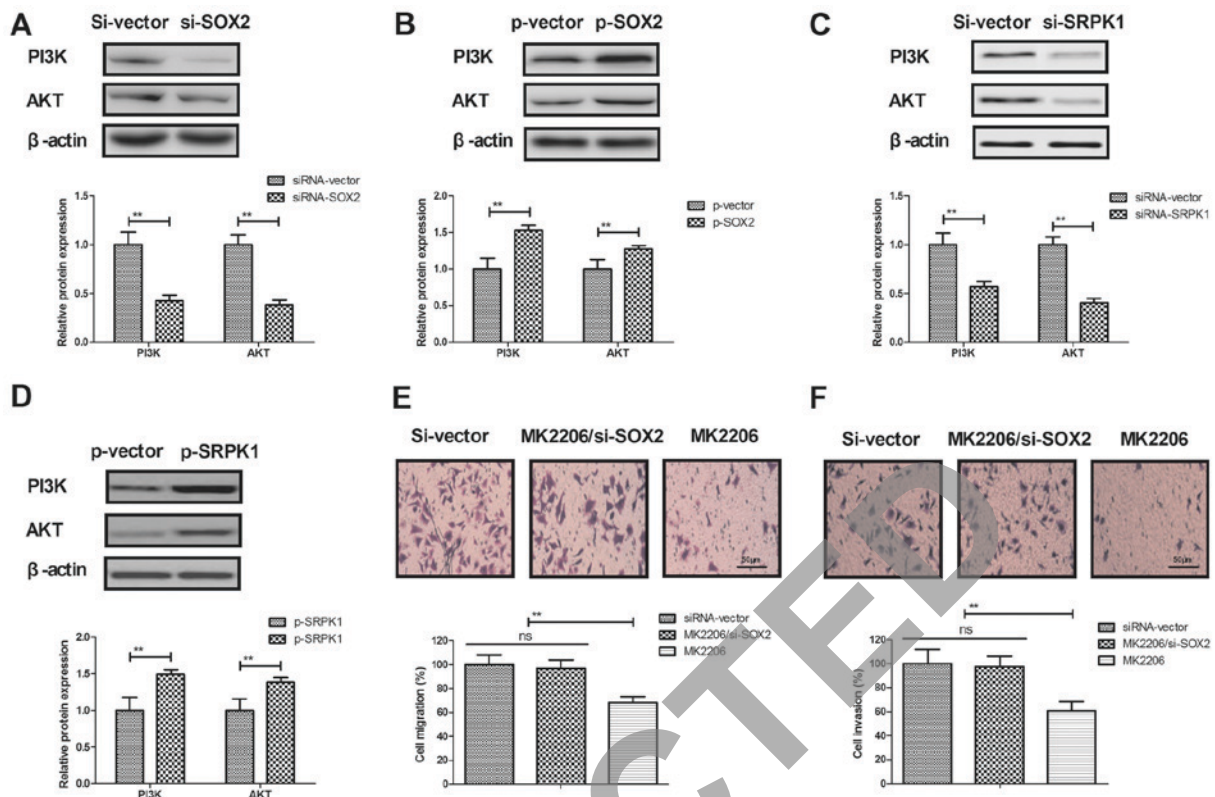 A
Si-vector si-SOX2
PI3K
AKT
β-actin
siRNA-vector
siRNA-SOX2
Relative protein expression
1.5
1.0
0.5
0.0
**
**
PI3K
AKT
B
p-vector p-SOX2
PI3K
AKT
β-actin
p-vector
p-SOX2
Relative protein expression
2.0
1.5
1.0
0.5
0.0
**
**
PI3K
AKT
C
Si-vector si-SRPK1
PI3K
AKT
β-actin
siRNA-vector
siRNA-SRPK1
Relative protein expression
1.5
1.0
0.5
0.0
**
**
PI3K
AKT
D
p-vector p-SRPK1
PI3K
AKT
β-actin
p-SRPK1
p-SRPK1
Relative protein expression
2.0
1.5
1.0
0.5
0.0
**
**
PI3K
AKT
E
Si-vector MK2206/si-SOX2 MK2206
50μm
siRNA-vector
MK2206/si-SOX2
MK2206
Cell migration (%)
120
100
80
60
40
20
0
ns
**
F
Si-vector MK2206/si-SOX2 MK2206
50μm
siRNA-vector
MK2206/si-SOX2
MK2206
Cell invasion (%)
120
100
80
60
40
20
0
ns
**
CTED